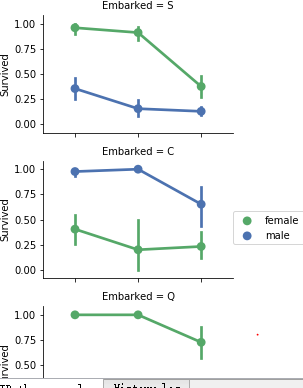 Embarked = S
1.00
0.75
0.50
0.25
0.00
Survived
Embarked = C
1.00
0.75
0.50
0.25
0.00
Survived
female
male
Embarked = Q
1.00
0.75
0.50